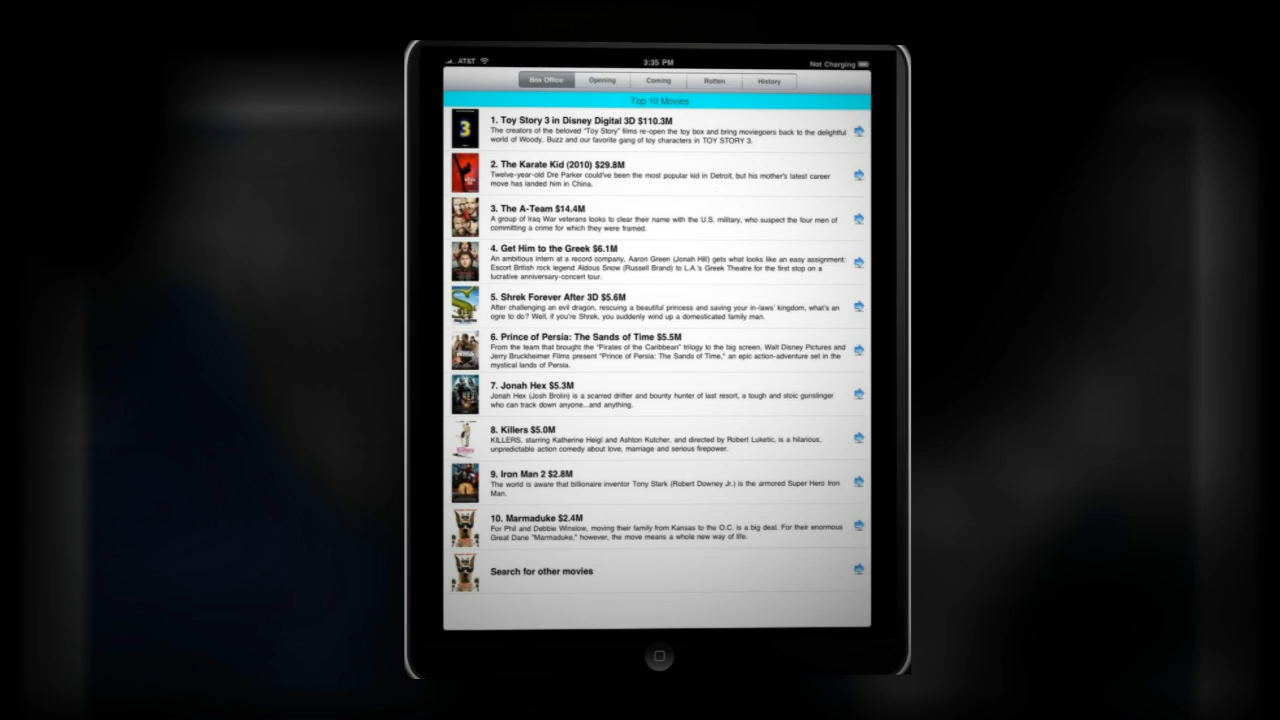 AT&T 3:35 PM Not Charging
Box Office Opening Coming Rotten History
Top 10 Movies
3
1. Toy Story 3 in Disney Digital 3D $110.3M
The creators of the beloved "Toy Story" films re-open the toy box and bring moviegoers back to the delightful
world of Woody, Buzz and our favorite gang of toy characters in TOY STORY 3.
2. The Karate Kid (2010) $29.8M
Twelve-year-old Dre Parker could've been the most popular kid in Detroit, but his mother's latest career
move has landed him in China.
3. The A-Team $14.4M
A group of Iraq War veterans looks to clear their name with the U.S. military, who suspect the four men of
committing a crime for which they were framed.
4. Get Him to the Greek $6.1M
An ambitious intern at a record company, Aaron Green (Jonah Hill) gets what looks like an easy assignment:
Escort British rock legend Aldous Snow (Russell Brand) to L.A.'s Greek Theatre for the first stop on a
lucrative anniversary-concert tour.
5. Shrek Forever After 3D $5.6M
After challenging an evil dragon, rescuing a beautiful princess and saving your in-laws' kingdom, what's an
ogre to do? Well, if you're Shrek, you suddenly wind up a domesticated family man.
6. Prince of Persia: The Sands of Time $5.5M
From the team that brought the "Pirates of the Caribbean" trilogy to the big screen, Walt Disney Pictures and
Jerry Bruckheimer Films present "Prince of Persia: The Sands of Time," an epic action-adventure set in the
mystical lands of Persia.
7. Jonah Hex $5.3M
Jonah Hex (Josh Brolin) is a scarred drifter and bounty hunter of last resort, a tough and stoic gunslinger
who can track down anyone...and anything.
8. Killers $5.0M
KILLERS, starring Katherine Heigl and Ashton Kutcher, and directed by Robert Luketic, is a hilarious,
unpredictable action comedy about love, marriage and serious firepower.
9. Iron Man 2 $2.8M
The world is aware that billionaire inventor Tony Stark (Robert Downey Jr.) is the armored Super Hero Iron
Man.
10. Marmaduke $2.4M
For Phil and Debbie Winslow, moving their family from Kansas to the O.C. is a big deal. For their enormous
Great Dane "Marmaduke," however, the move means a whole new way of life.
Search for other movies